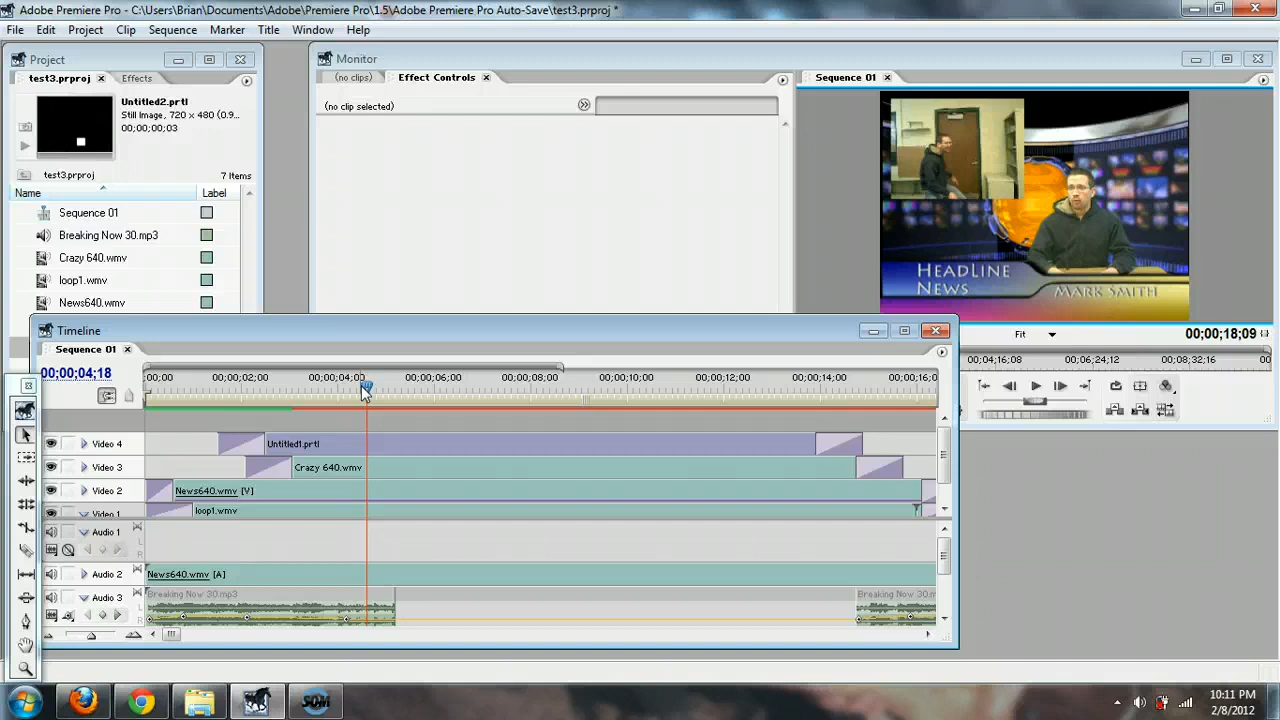 Adobe Premiere Pro - C:\Users\Brian\Documents\Adobe\Premiere Pro\1.5\Adobe Premiere Pro Auto-Save\test3.prproj *
File Edit Project Clip Sequence Marker Title Window Help
Project
test3.prproj Effects
Untitled2.prtl
Still Image, 720 x 480 (0.9...
00;00;00;03
test3.prproj 7 Items
Name Label
Sequence 01
Breaking Now 30.mp3
Crazy 640.wmv
loop1.wmv
News640.wmv
Monitor
(no clips) Effect Controls
(no clip selected)
Sequence 01
HEADLINE
NEWS
MARK SMITH
Fit 00;00;18;09
00;04;16;08 00;06;24;12 00;08;32;16 00
Timeline
Sequence 01
00;00;04;18
00;00 00;00;02;00 00;00;04;00 00;00;06;00 00;00;08;00 00;00;10;00 00;00;12;00 00;00;14;00 00;00;16;0
Video 4 Untitled1.prtl
Video 3 Crazy 640.wmv
Video 2 News640.wmv [V]
Video 1 loop1.wmv
Audio 1
L
R
Audio 2 News640.wmv [A]
Audio 3 Breaking Now 30.mp3 Breaking Now 30.m
L
R
SOM
10:11 PM
2/8/2012